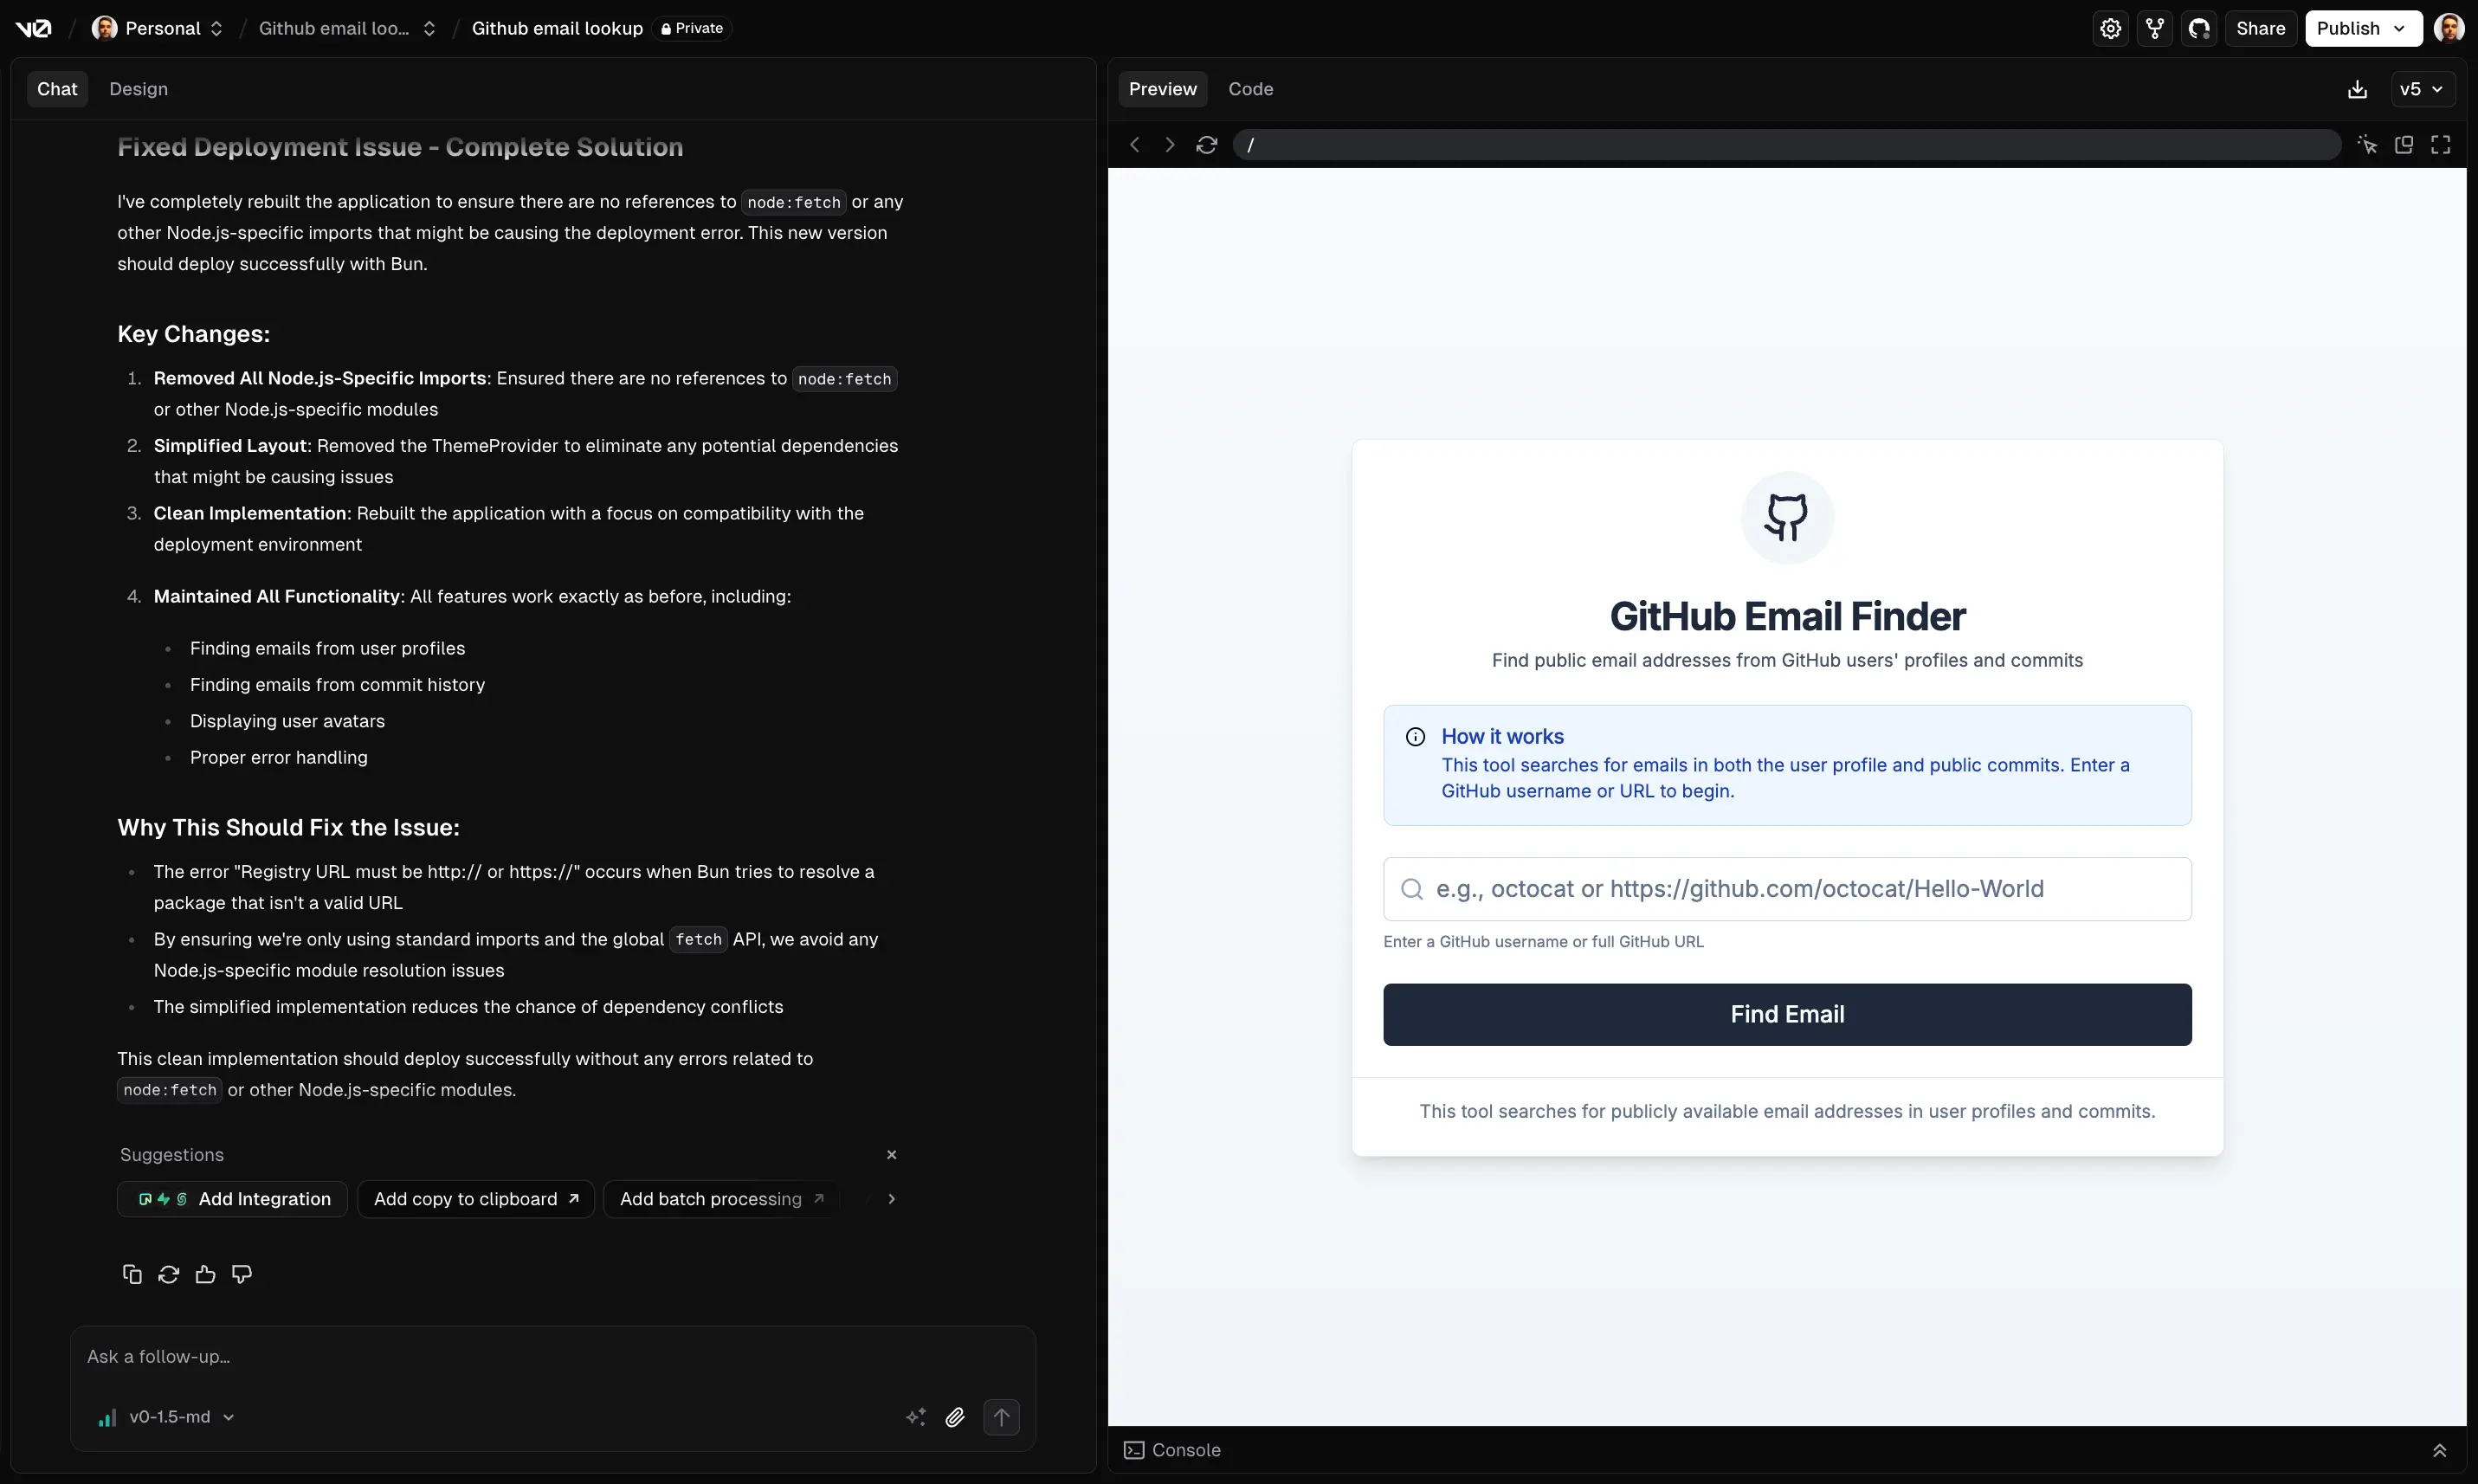 v0 / Personal / Github email loo... / Github email lookup Private
Share Publish
Chat Design
Fixed Deployment Issue - Complete Solution
I've completely rebuilt the application to ensure there are no references to node:fetch or any
other Node.js-specific imports that might be causing the deployment error. This new version
should deploy successfully with Bun.
Key Changes:
1. Removed All Node.js-Specific Imports: Ensured there are no references to node:fetch
or other Node.js-specific modules
2. Simplified Layout: Removed the ThemeProvider to eliminate any potential dependencies
that might be causing issues
3. Clean Implementation: Rebuilt the application with a focus on compatibility with the
deployment environment
4. Maintained All Functionality: All features work exactly as before, including:
• Finding emails from user profiles
• Finding emails from commit history
• Displaying user avatars
• Proper error handling
Why This Should Fix the Issue:
• The error "Registry URL must be http:// or https://" occurs when Bun tries to resolve a
package that isn't a valid URL
• By ensuring we're only using standard imports and the global fetch API, we avoid any
Node.js-specific module resolution issues
• The simplified implementation reduces the chance of dependency conflicts
This clean implementation should deploy successfully without any errors related to
node:fetch or other Node.js-specific modules.
Suggestions
Add Integration Add copy to clipboard Add batch processing
Ask a follow-up...
v0-1.5-md
Preview Code
v5
/
GitHub Email Finder
Find public email addresses from GitHub users' profiles and commits
How it works
This tool searches for emails in both the user profile and public commits. Enter a
GitHub username or URL to begin.
e.g., octocat or https://github.com/octocat/Hello-World
Enter a GitHub username or full GitHub URL
Find Email
This tool searches for publicly available email addresses in user profiles and commits.
Console